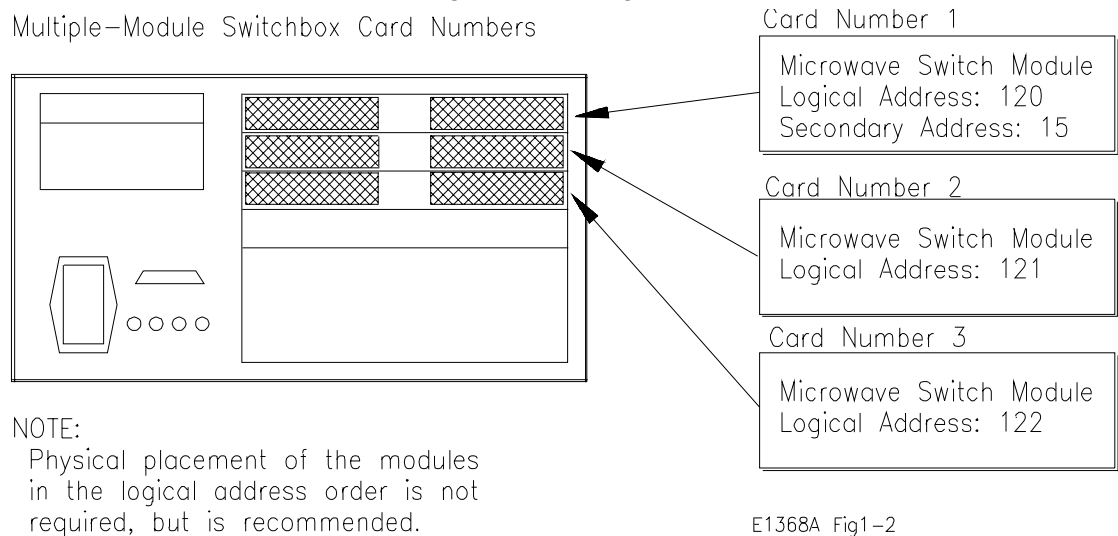 Multiple-Module Switchbox Card Numbers
Card Number 1
Microwave Switch Module
Logical Address: 120
Secondary Address: 15
Card Number 2
Microwave Switch Module
Logical Address: 121
Card Number 3
Microwave Switch Module
Logical Address: 122
NOTE:
Physical placement of the modules
in the logical address order is not
required, but is recommended.
E1368A Fig1-2